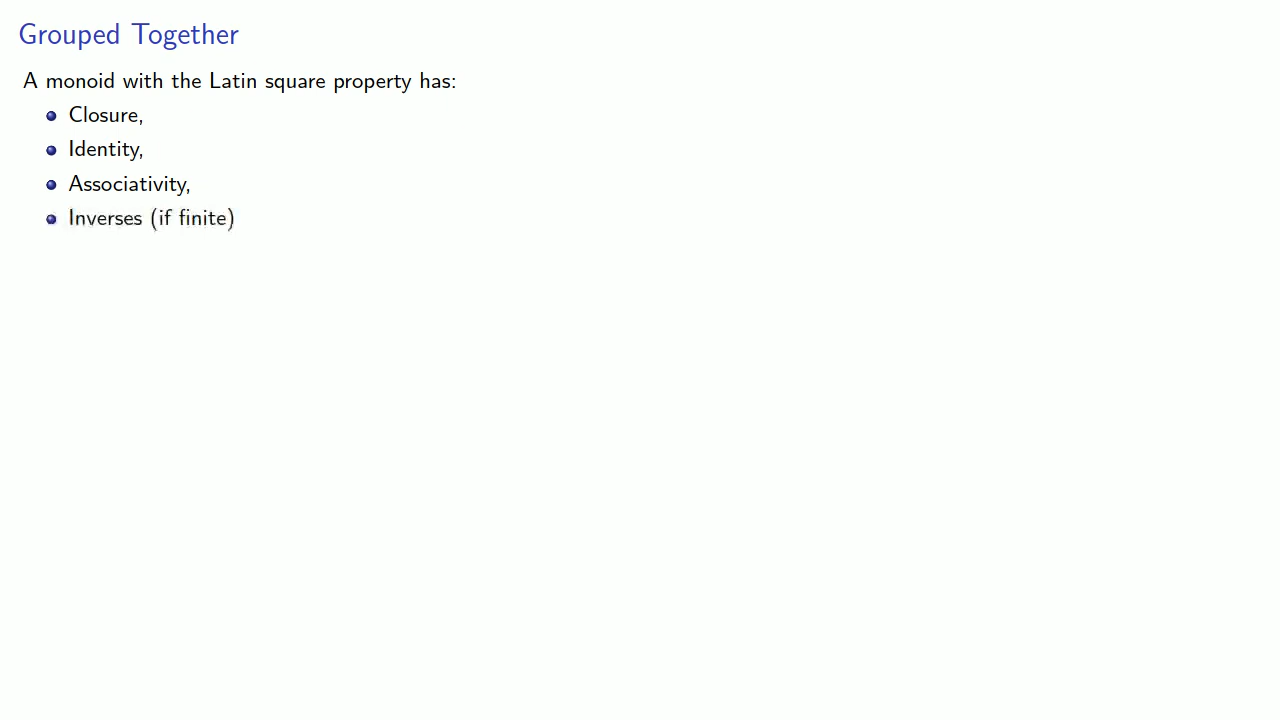 Grouped Together
A monoid with the Latin square property has:
Closure,
Identity,
Associativity,
Inverses (if finite)